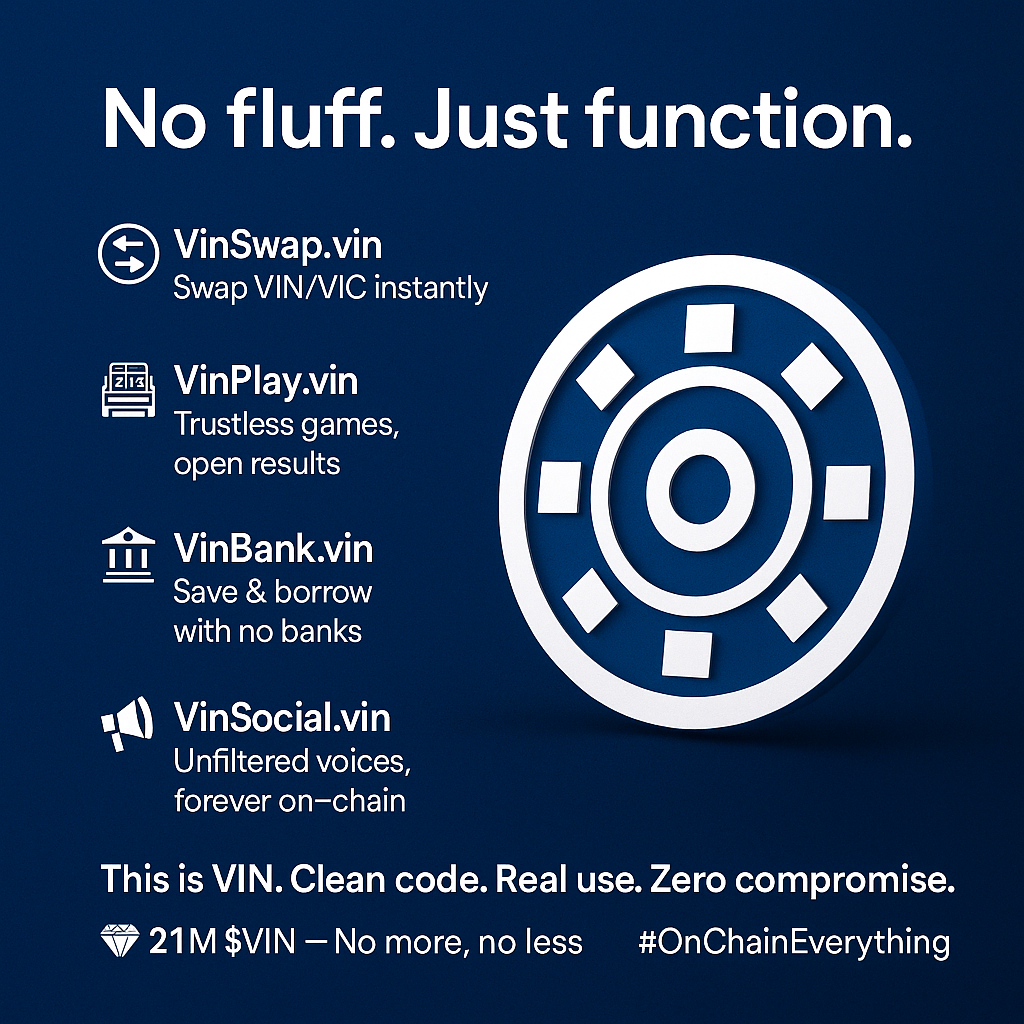 No fluff. Just function.
VinSwap.vin
Swap VIN/VIC instantly
VinPlay.vin
Trustless games,
open results
VinBank.vin
Save & borrow
with no banks
VinSocial.vin
Unfiltered voices,
forever on–chain
This is VIN. Clean code. Real use. Zero compromise.
21M $VIN – No more, no less
#OnChainEverything